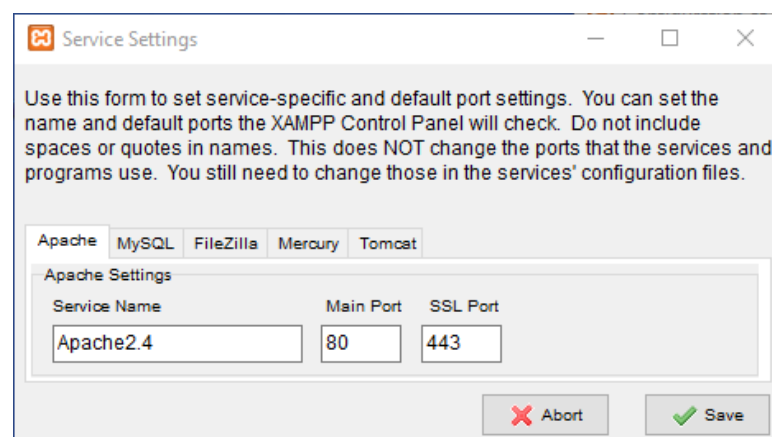 Service Settings
Use this form to set service-specific and default port settings. You can set the
name and default ports the XAMPP Control Panel will check. Do not include
spaces or quotes in names. This does NOT change the ports that the services and
programs use. You still need to change those in the services' configuration files.
Apache MySQL FileZilla Mercury Tomcat
Apache Settings
Service Name Main Port SSL Port
Apache2.4 80 443
Abort Save